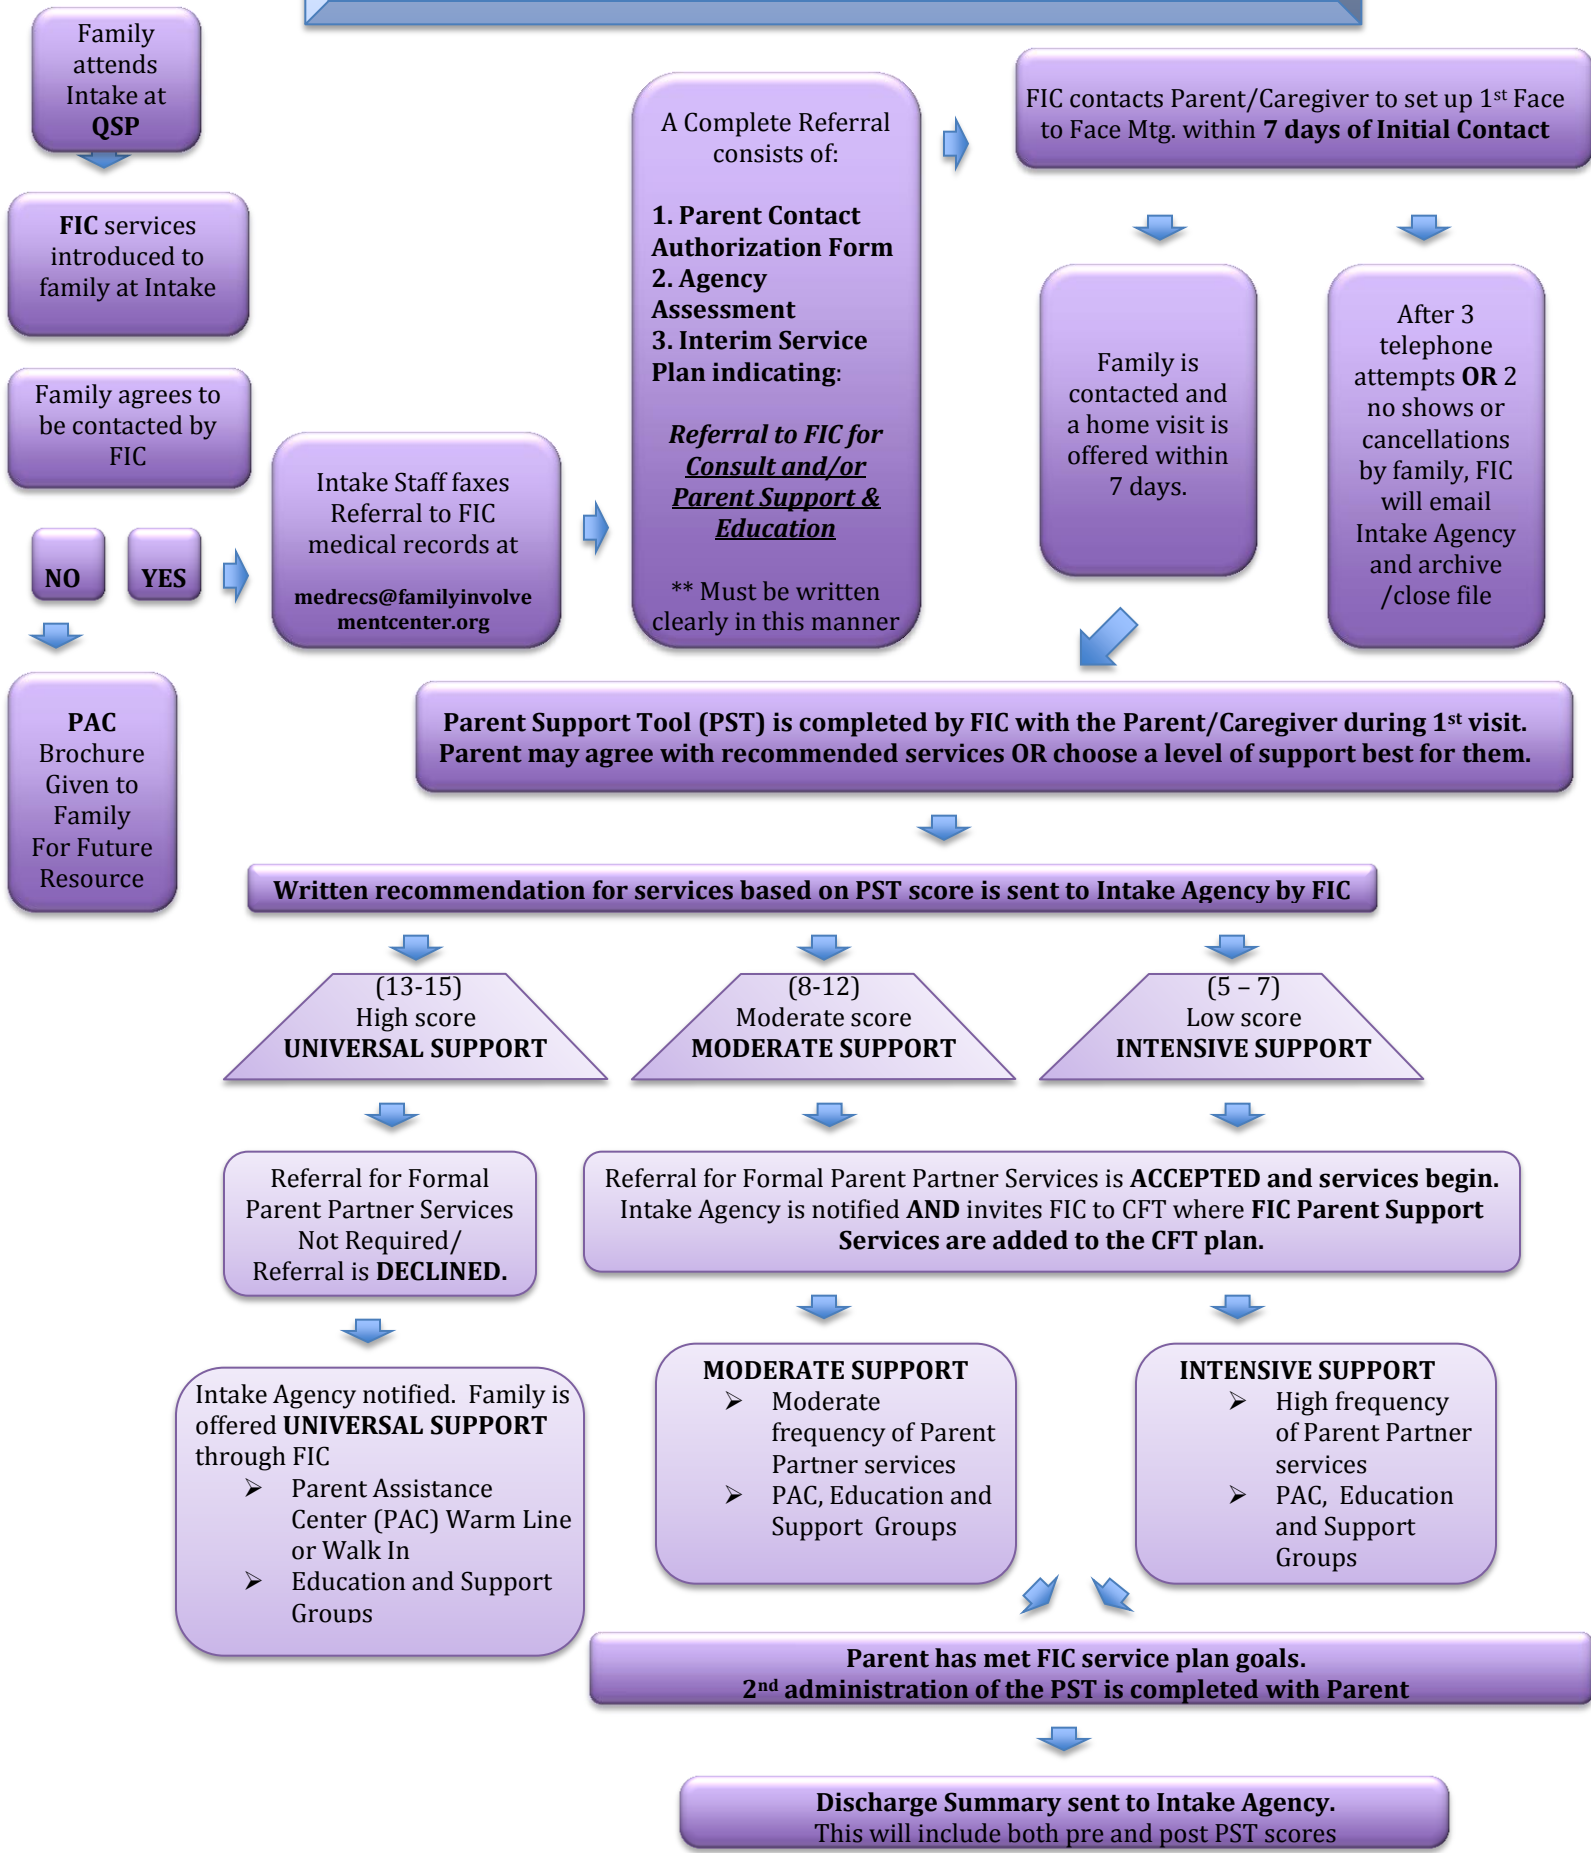 Family
attends
Intake at
QSP
FIC services
introduced to
family at Intake
Family agrees to
be contacted by
FIC
NO
YES
PAC
Brochure
Given to
Family
For Future
Resource
Intake Staff faxes
Referral to FIC
medical records at
medrecs@familyinvolve
mentcenter.org
A Complete Referral
consists of:
1. Parent Contact
Authorization Form
2. Agency
Assessment
3. Interim Service
Plan indicating:
Referral to FIC for
Consult and/or
Parent Support &
Education
** Must be written
clearly in this manner
FIC contacts Parent/Caregiver to set up 1st Face
to Face Mtg. within 7 days of Initial Contact
Family is
contacted and
a home visit is
offered within
7 days.
After 3
telephone
attempts OR 2
no shows or
cancellations
by family, FIC
will email
Intake Agency
and archive
/close file
Parent Support Tool (PST) is completed by FIC with the Parent/Caregiver during 1st visit.
Parent may agree with recommended services OR choose a level of support best for them.
Written recommendation for services based on PST score is sent to Intake Agency by FIC
(13-15)
High score
UNIVERSAL SUPPORT
(8-12)
Moderate score
MODERATE SUPPORT
(5 – 7)
Low score
INTENSIVE SUPPORT
Referral for Formal
Parent Partner Services
Not Required/
Referral is DECLINED.
Referral for Formal Parent Partner Services is ACCEPTED and services begin.
Intake Agency is notified AND invites FIC to CFT where FIC Parent Support
Services are added to the CFT plan.
Intake Agency notified.  Family is
offered UNIVERSAL SUPPORT
through FIC
➢ Parent Assistance
Center (PAC) Warm Line
or Walk In
➢ Education and Support
Groups
MODERATE SUPPORT
➢ Moderate
frequency of Parent
Partner services
➢ PAC, Education and
Support  Groups
INTENSIVE SUPPORT
➢ High frequency
of Parent Partner
services
➢ PAC,  Education
and Support
Groups
Parent has met FIC service plan goals.
2nd administration of the PST is completed with Parent
Discharge Summary sent to Intake Agency.
This will include both pre and post PST scores